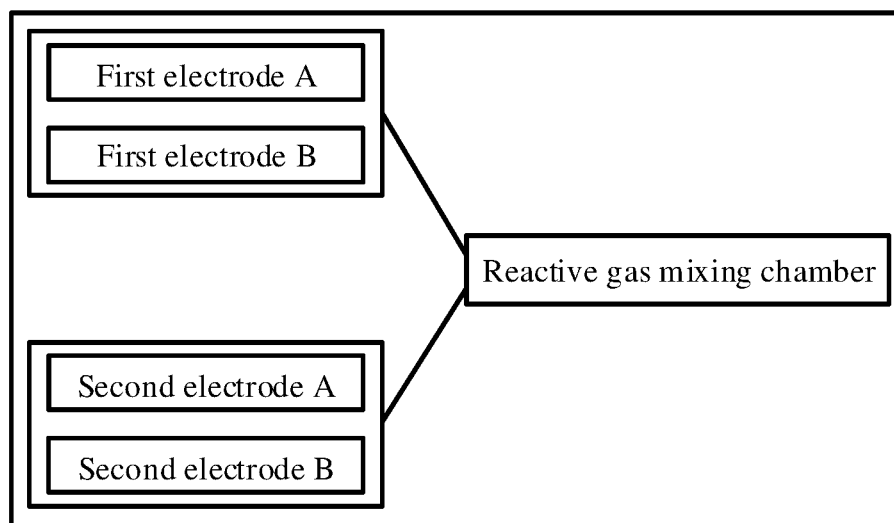 First electrode A
First electrode B
Reactive gas mixing chamber
Second electrode A
Second electrode B